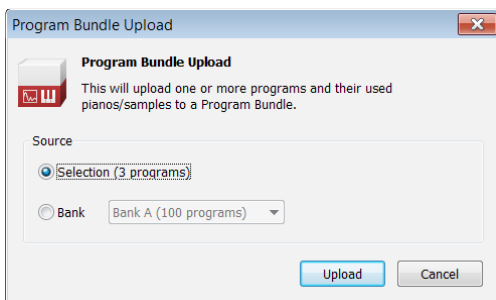 Program Bundle Upload
Program Bundle Upload
This will upload one or more programs and their used
pianos/samples to a Program Bundle.
Source
Selection (3 programs)
Bank
Bank A (100 programs)
Upload
Cancel